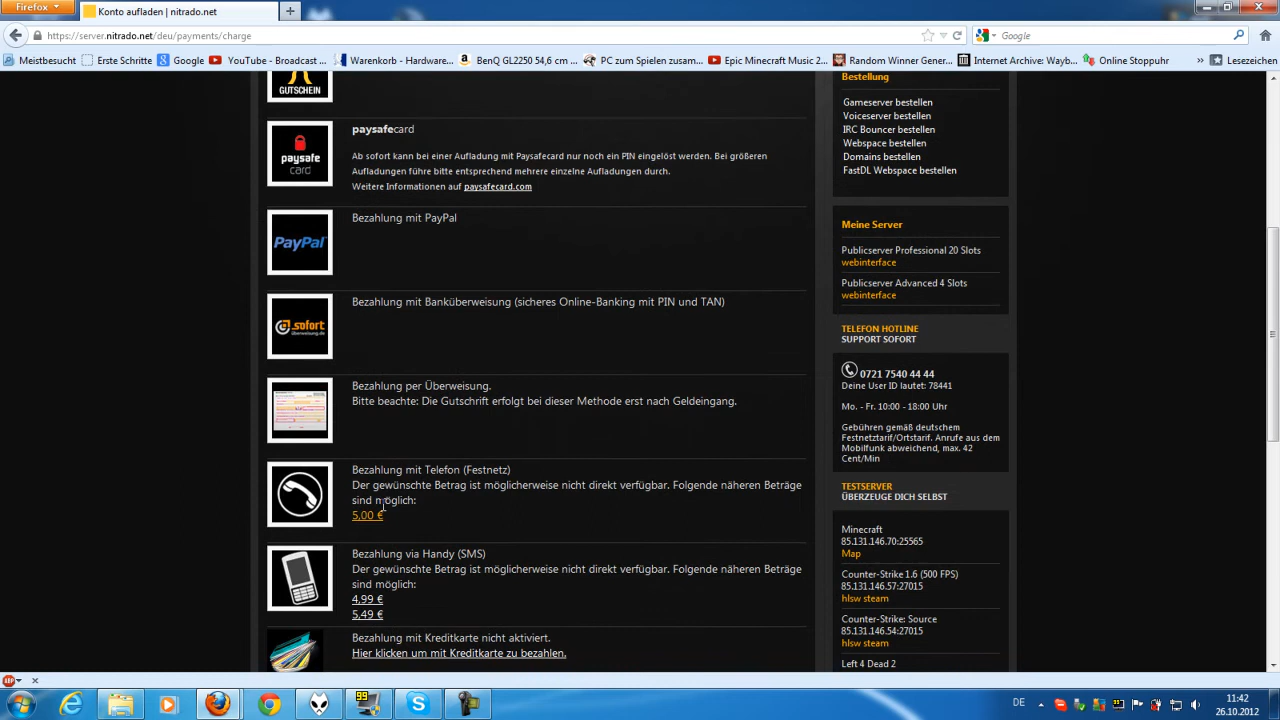 Firefox
Konto aufladen | nitrado.net
https://server.nitrado.net/deu/payments/charge
Google
Meistbesucht
Erste Schritte
Google
YouTube - Broadcast ...
Warenkorb - Hardwa...
BenQ GL2250 54,6 cm ...
PC zum Spielen zusam...
Epic Minecraft Music 2...
Random Winner Gener...
Internet Archive: Wayb...
Online Stoppuhr
Lesezeichen
GUTSCHEIN
paysafe
card
paysafecard
Ab sofort kann bei einer Aufladung mit Paysafecard nur noch ein PIN eingelöst werden. Bei größeren
Aufladungen führe bitte entsprechend mehrere einzelne Aufladungen durch.
Weitere Informationen auf paysafecard.com
PayPal
Bezahlung mit PayPal
sofort
überweisung.de
Bezahlung mit Banküberweisung (sicheres Online-Banking mit PIN und TAN)
Bezahlung per Überweisung.
Bitte beachte: Die Gutschrift erfolgt bei dieser Methode erst nach Geldeingang.
Bezahlung mit Telefon (Festnetz)
Der gewünschte Betrag ist möglicherweise nicht direkt verfügbar. Folgende näheren Beträge
sind möglich:
5,00 €
Bezahlung via Handy (SMS)
Der gewünschte Betrag ist möglicherweise nicht direkt verfügbar. Folgende näheren Beträge
sind möglich:
4,99 €
5,49 €
Bezahlung mit Kreditkarte nicht aktiviert.
Hier klicken um mit Kreditkarte zu bezahlen.
Bestellung
Gameserver bestellen
Voiceserver bestellen
IRC Bouncer bestellen
Webspace bestellen
Domains bestellen
FastDL Webspace bestellen
Meine Server
Publicserver Professional 20 Slots
webinterface
Publicserver Advanced 4 Slots
webinterface
TELEFON HOTLINE
SUPPORT SOFORT
0721 7540 44 44
Deine User ID lautet: 78441
Mo. - Fr. 10:00 - 18:00 Uhr
Gebühren gemäß deutschem
Festnetztarif/Ortstarif. Anrufe aus dem
Mobilfunk abweichend, max. 42
Cent/Min
TESTSERVER
ÜBERZEUGE DICH SELBST
Minecraft
85.131.146.70:25565
Map
Counter-Strike 1.6 (500 FPS)
85.131.146.57:27015
hlsw steam
Counter-Strike: Source
85.131.146.54:27015
hlsw steam
Left 4 Dead 2
DE
11:42
26.10.2012